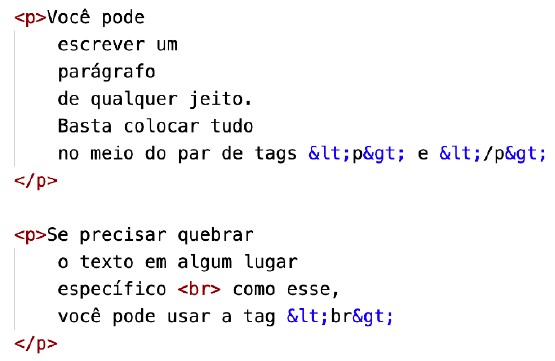 <p>Você pode
escrever um
parágrafo
de qualquer jeito.
Basta colocar tudo
no meio do par de tags &lt;p&gt; e &lt;/p&gt;
</p>
<p>Se precisar quebrar
o texto em algum lugar
específico <br> como esse,
você pode usar a tag &lt;br&gt;
</p>